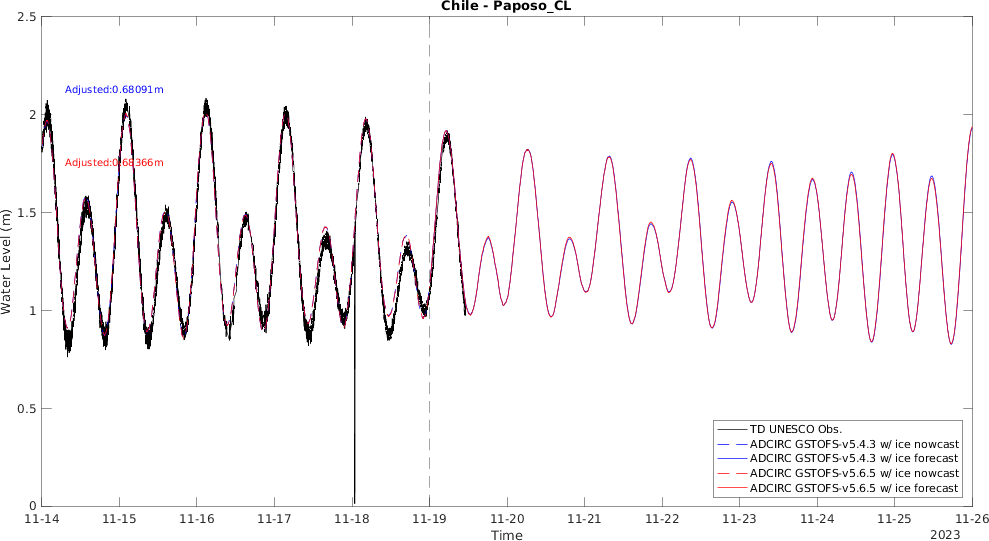 Chile - Paposo_CL
2.5
2
1.5
1
0.5
0
Water Level (m)
Adjusted:0.68091m
Adjusted:0.68366m
TD UNESCO Obs.
ADCIRC GSTOFS-v5.4.3 w/ ice nowcast
ADCIRC GSTOFS-v5.4.3 w/ ice forecast
ADCIRC GSTOFS-v5.6.5 w/ ice nowcast
ADCIRC GSTOFS-v5.6.5 w/ ice forecast
11-14 11-15 11-16 11-17 11-18 11-19 11-20 11-21 11-22 11-23 11-24 11-25 11-26
Time
2023